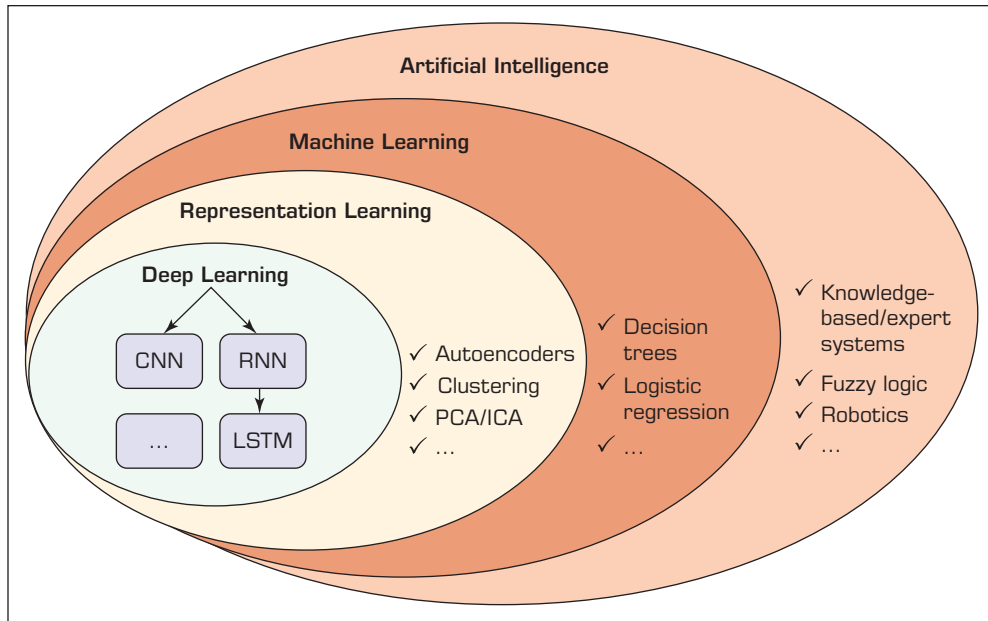 Artificial Intelligence
Machine Learning
Representation Learning
Deep Learning
CNN
RNN
…
LSTM
✓ Autoencoders
✓ Clustering
✓ PCA/ICA
✓ …
✓ Decision
trees
✓ Logistic
regression
✓ …
✓ Knowledge-
based/expert
systems
✓ Fuzzy logic
✓ Robotics
✓ …